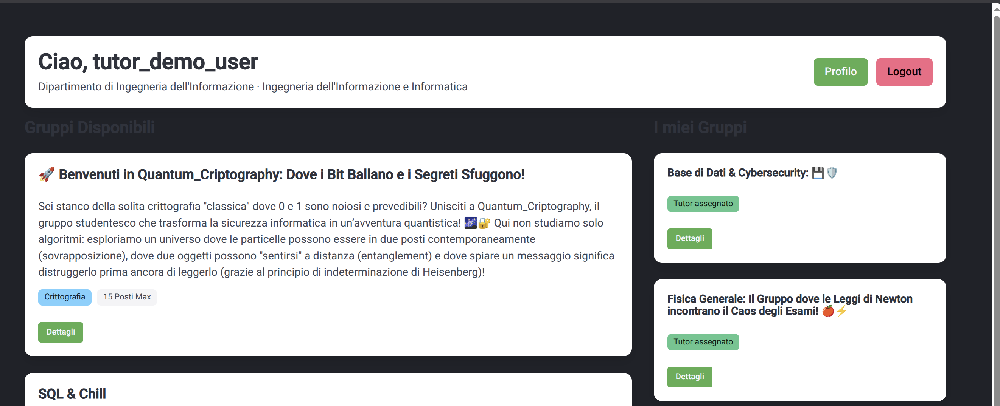 Ciao, tutor_demo_user
Dipartimento di Ingegneria dell'Informazione · Ingegneria dell'Informazione e Informatica
Profilo
Logout
Gruppi Disponibili
🚀 Benvenuti in Quantum_Criptography: Dove i Bit Ballano e i Segreti Sfuggono!
Sei stanco della solita crittografia "classica" dove 0 e 1 sono noiosi e prevedibili? Unisciti a Quantum_Criptography, il
gruppo studentesco che trasforma la sicurezza informatica in un’avventura quantistica! 🌌🔐 Qui non studiamo solo
algoritmi: esploriamo un universo dove le particelle possono essere in due posti contemporaneamente
(sovrapposizione), dove due oggetti possono "sentirsi" a distanza (entanglement) e dove spiare un messaggio significa
distruggerlo prima ancora di leggerlo (grazie al principio di indeterminazione di Heisenberg)!
Crittografia
15 Posti Max
Dettagli
SQL & Chill
I miei Gruppi
Base di Dati & Cybersecurity: 💾🛡️
Tutor assegnato
Dettagli
Fisica Generale: Il Gruppo dove le Leggi di Newton
incontrano il Caos degli Esami! 🍎⚡
Tutor assegnato
Dettagli